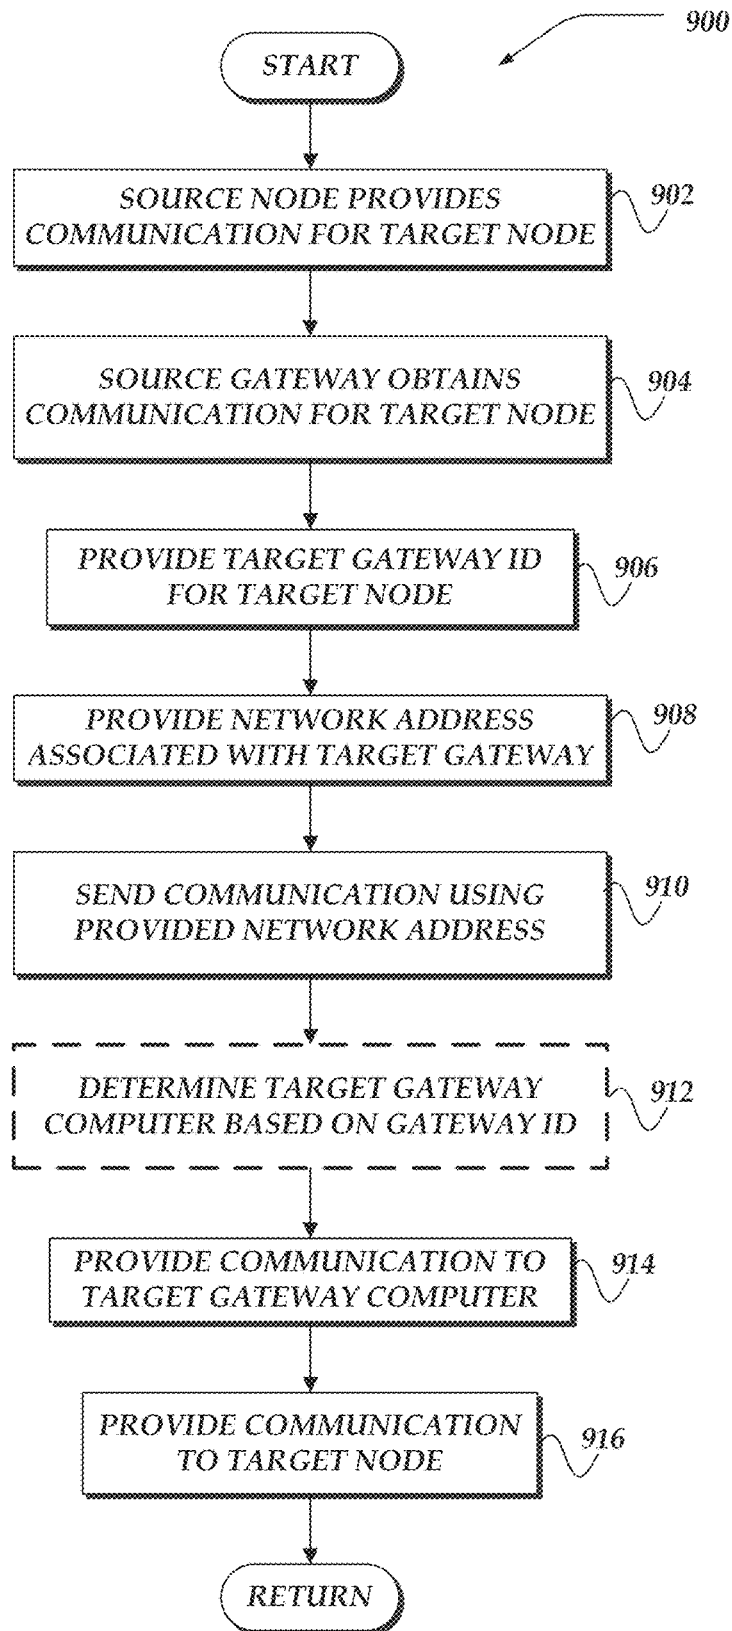 900
START
SOURCE NODE PROVIDES
COMMUNICATION FOR TARGET NODE
902
SOURCE GATEWAY OBTAINS
COMMUNICATION FOR TARGET NODE
904
PROVIDE TARGET GATEWAY ID
FOR TARGET NODE
906
PROVIDE NETWORK ADDRESS
ASSOCIATED WITH TARGET GATEWAY
908
SEND COMMUNICATION USING
PROVIDED NETWORK ADDRESS
910
DETERMINE TARGET GATEWAY
COMPUTER BASED ON GATEWAY ID
912
PROVIDE COMMUNICATION TO
TARGET GATEWAY COMPUTER
914
PROVIDE COMMUNICATION
TO TARGET NODE
916
RETURN